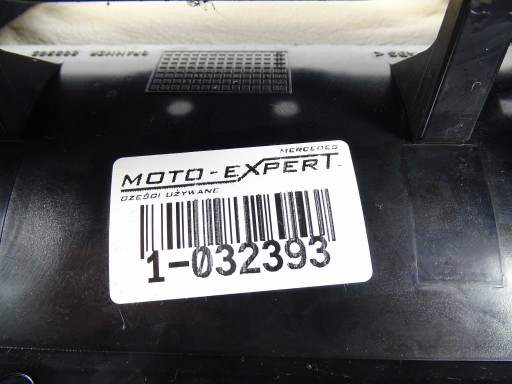 MERCEDES
MOTO-EXPERT
CZĘŚCI UŻYWANE
1-032393